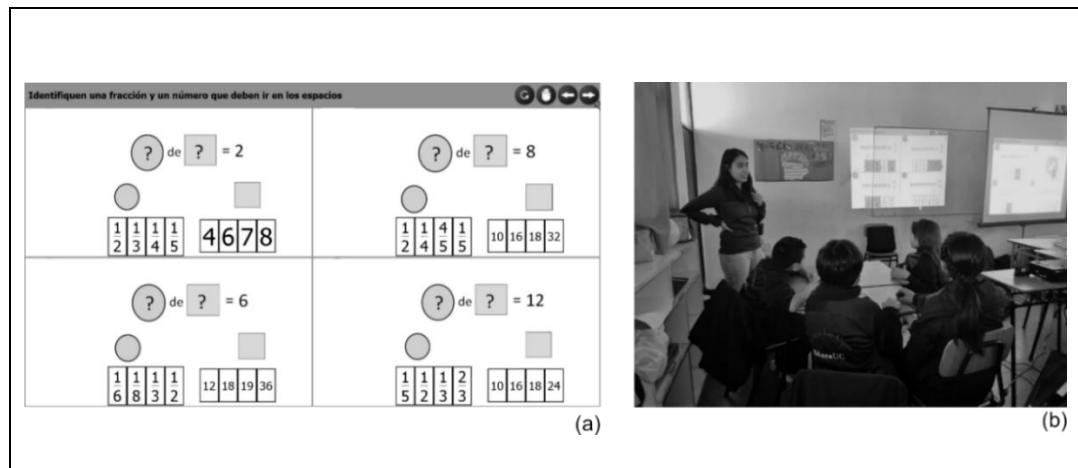 Identifiquen una fracción y un número que deben ir en los espacios
? de ? = 2
1/2 1/3 1/4 1/5 4 6 7 8
? de ? = 8
1/2 1/4 4/5 1/5 10 16 18 32
? de ? = 6
1/6 1/8 1/3 1/2 12 18 19 36
? de ? = 12
1/5 1/2 1/3 2/3 10 16 18 24
(a)
(b)